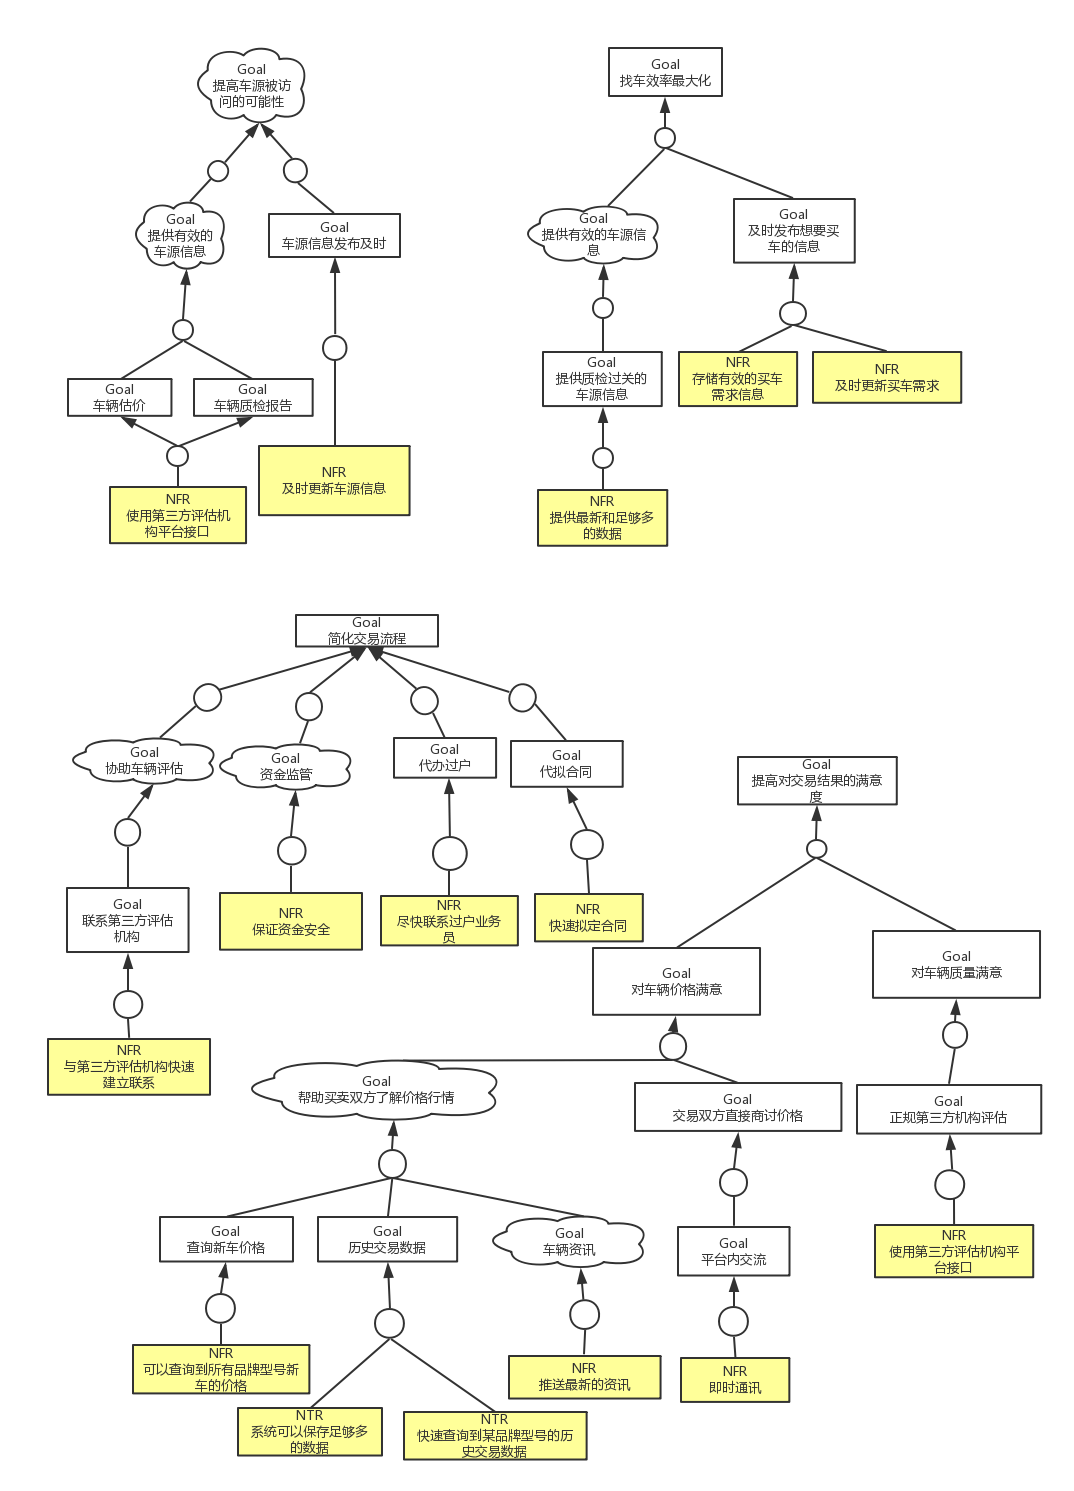 Goal
提高车源被访
问的可能性
Goal
提供有效的
车源信息
Goal
车源信息发布及时
Goal
车辆估价
Goal
车辆质检报告
NFR
使用第三方评估机
构平台接口
NFR
及时更新车源信息
Goal
找车效率最大化
Goal
提供有效的车源信
息
Goal
及时发布想要买
车的信息
Goal
提供质检过关的
车源信息
NFR
存储有效的买车
需求信息
NFR
及时更新买车需求
NFR
提供最新和足够多
的数据
Goal
简化交易流程
Goal
协助车辆评估
Goal
资金监管
Goal
代办过户
Goal
代拟合同
Goal
联系第三方评估
机构
NFR
保证资金安全
NFR
尽快联系过户业务
员
NFR
快速拟定合同
NFR
与第三方评估机构快速
建立联系
Goal
提高对交易结果的满意
度
Goal
对车辆价格满意
Goal
对车辆质量满意
Goal
帮助买卖双方了解价格行情
Goal
交易双方直接商讨价格
Goal
正规第三方机构评估
Goal
查询新车价格
Goal
历史交易数据
Goal
车辆资讯
Goal
平台内交流
NFR
使用第三方评估机构平
台接口
NFR
可以查询到所有品牌型号新
车的价格
NTR
系统可以保存足够多
的数据
NTR
快速查询到某品牌型号的历
史交易数据
NFR
推送最新的资讯
NFR
即时通讯